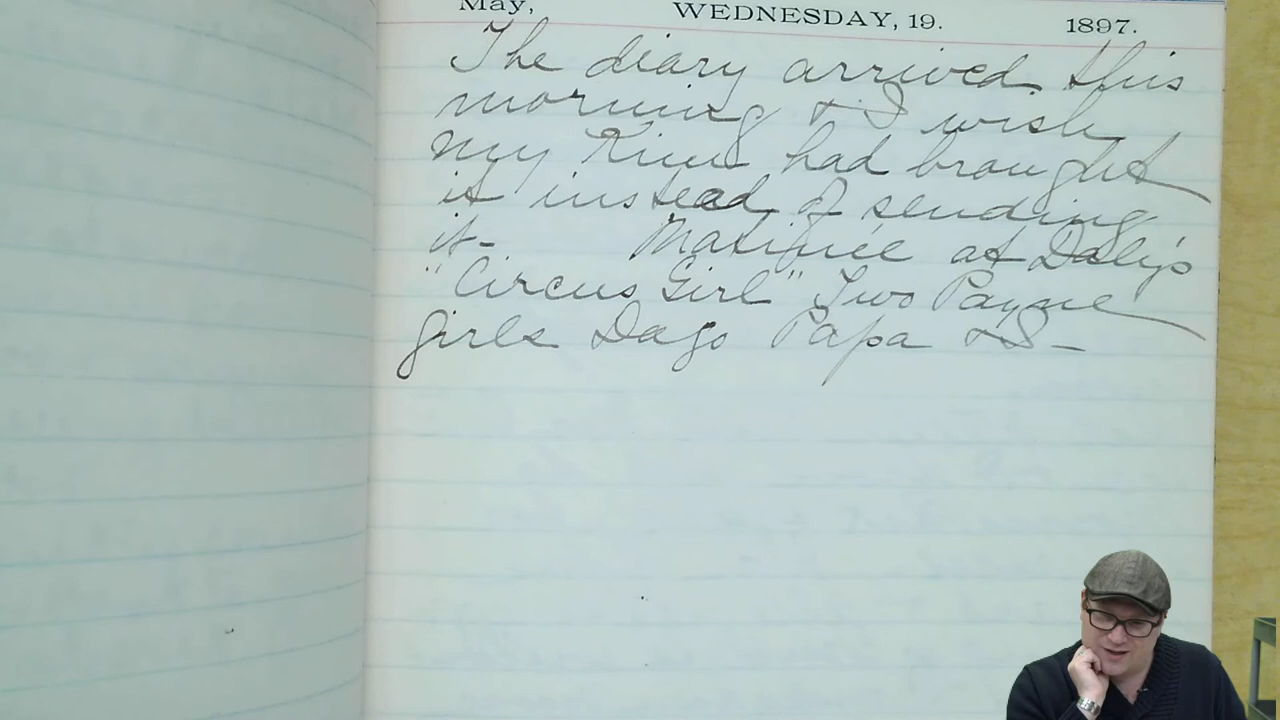 May, WEDNESDAY, 19. 1897.
The diary arrived this
morning & I wish
my King had brought
it instead of sending
it-     Matinée at Daly's
"Circus Girl" Two Payne
girls Dago Papa & I -